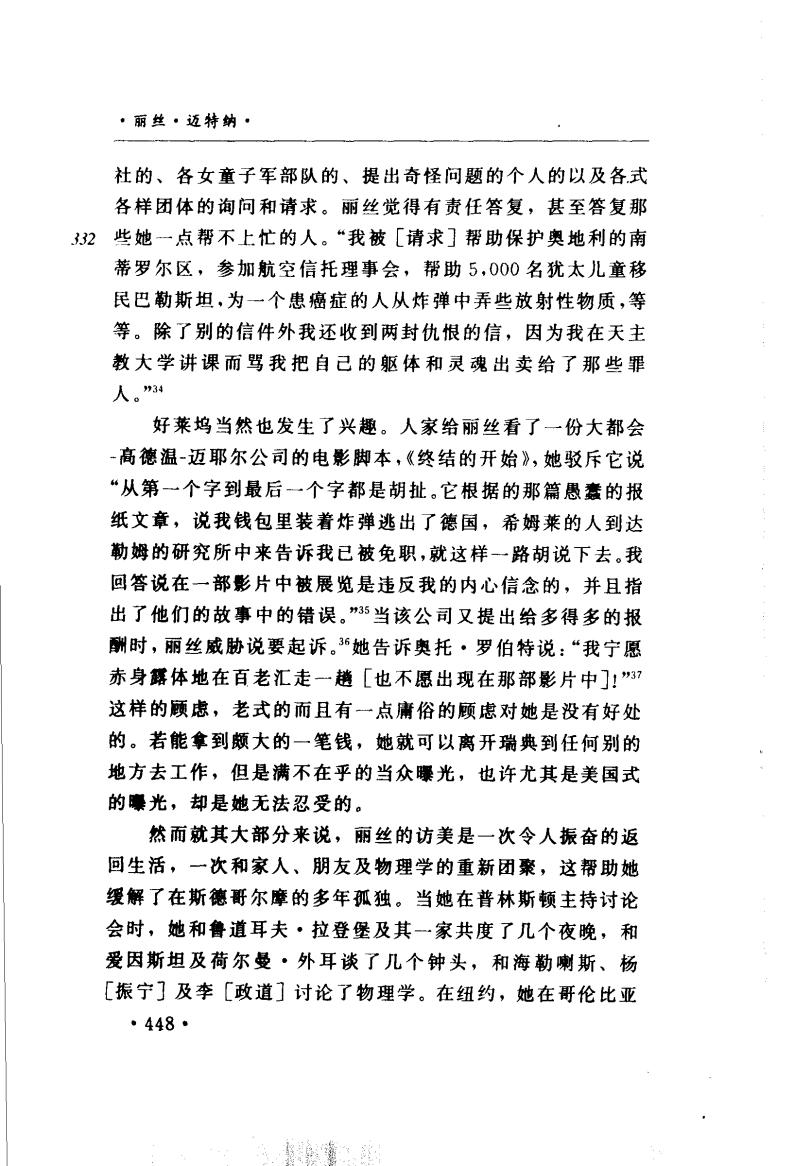 ·丽丝·迈特纳·
社的、各女童子军部队的、提出奇怪问题的个人的以及各式
各样团体的询问和请求。丽丝觉得有责任答复，甚至答复那
332 些她一点帮不上忙的人。“我被［请求］帮助保护奥地利的南
蒂罗尔区，参加航空信托理事会，帮助 5,000 名犹太儿童移
民巴勒斯坦，为一个患癌症的人从炸弹中弄些放射性物质，等
等。除了别的信件外我还收到两封仇恨的信，因为我在天主
教大学讲课而骂我把自己的躯体和灵魂出卖给了那些罪
人。”34
好莱坞当然也发生了兴趣。人家给丽丝看了一份大都会
-高德温-迈耶尔公司的电影脚本，《终结的开始》，她驳斥它说
“从第一个字到最后一个字都是胡扯。它根据的那篇愚蠢的报
纸文章，说我钱包里装着炸弹逃出了德国，希姆莱的人到达
勒姆的研究所中来告诉我已被免职，就这样一路胡说下去。我
回答说在一部影片中被展览是违反我的内心信念的，并且指
出了他们的故事中的错误。”35当该公司又提出给多得多的报
酬时，丽丝威胁说要起诉。36她告诉奥托·罗伯特说：“我宁愿
赤身露体地在百老汇走一趟［也不愿出现在那部影片中］！”37
这样的顾虑，老式的而且有一点庸俗的顾虑对她是没有好处
的。若能拿到颇大的一笔钱，她就可以离开瑞典到任何别的
地方去工作，但是满不在乎的当众曝光，也许尤其是美国式
的曝光，却是她无法忍受的。
然而就其大部分来说，丽丝的访美是一次令人振奋的返
回生活，一次和家人、朋友及物理学的重新团聚，这帮助她
缓解了在斯德哥尔摩的多年孤独。当她在普林斯顿主持讨论
会时，她和鲁道耳夫·拉登堡及其一家共度了几个夜晚，和
爱因斯坦及荷尔曼·外耳谈了几个钟头，和海勒喇斯、杨
［振宁］及李［政道］讨论了物理学。在纽约，她在哥伦比亚
·448·